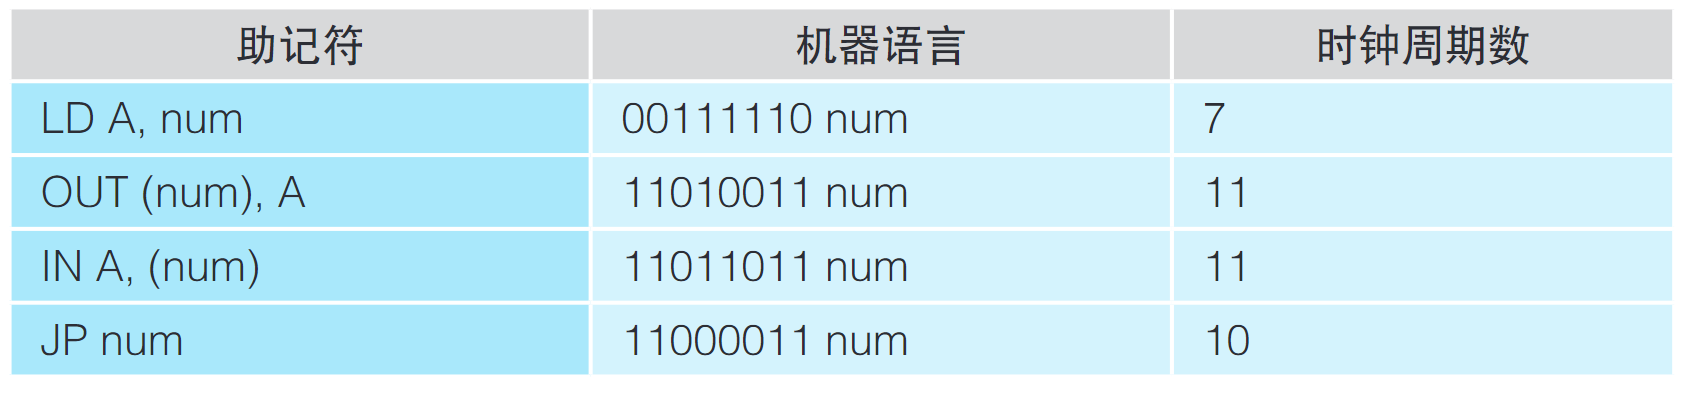 助记符 机器语言 时钟周期数
LD A, num 00111110 num 7
OUT (num), A 11010011 num 11
IN A, (num) 11011011 num 11
JP num 11000011 num 10